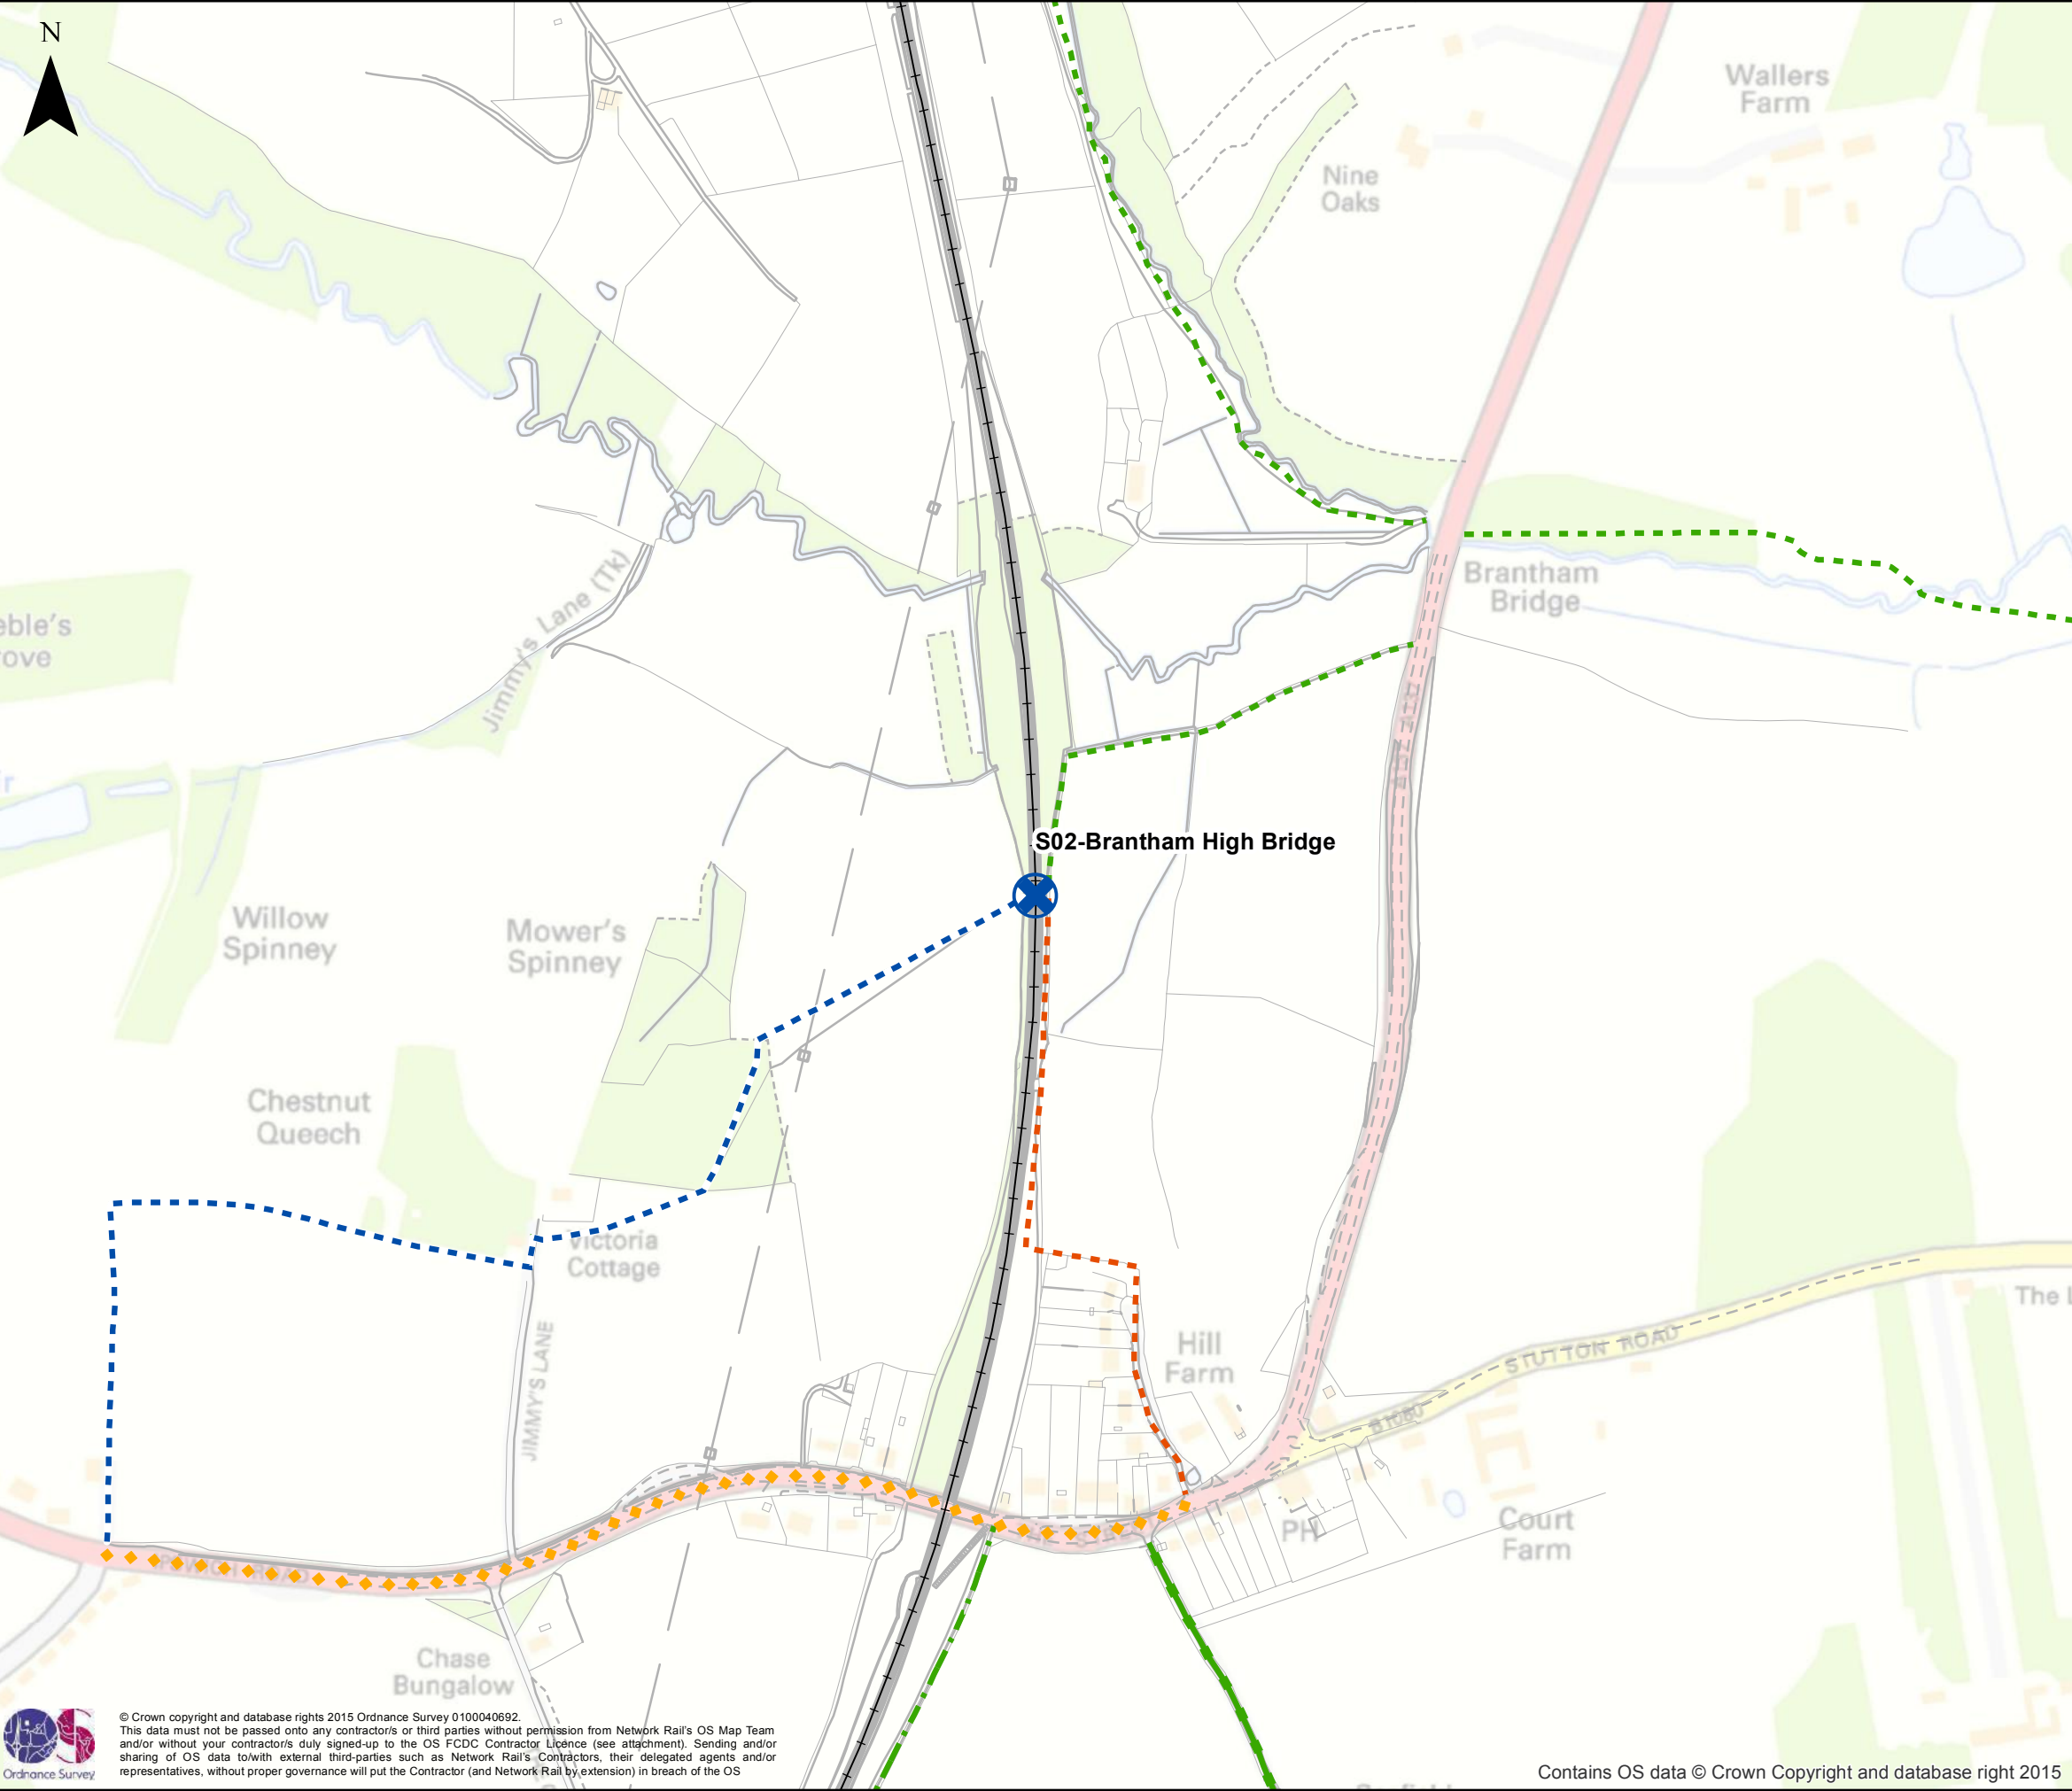 N
Wallers
Farm
Nine
Oaks
Brantham
Bridge
Jimmy's Lane (Tk)
A137 A137
S02-Brantham High Bridge
Willow
Spinney
Mower's
Spinney
Chestnut
Queech
Victoria
Cottage
JIMMY'S LANE
Hill
Farm
The L
STUTTON ROAD
B1080
PH
Court
Farm
Chase
Bungalow
© Crown copyright and database rights 2015 Ordnance Survey 0100040692.
This data must not be passed onto any contractor/s or third parties without permission from Network Rail's OS Map Team
and/or without your contractor/s duly signed-up to the OS FCDC Contractor Licence (see attachment). Sending and/or
sharing of OS data to/with external third-parties such as Network Rail's Contractors, their delegated agents and/or
representatives, without proper governance will put the Contractor (and Network Rail by extension) in breach of the OS
Ordnance Survey
Contains OS data © Crown Copyright and database right 2015